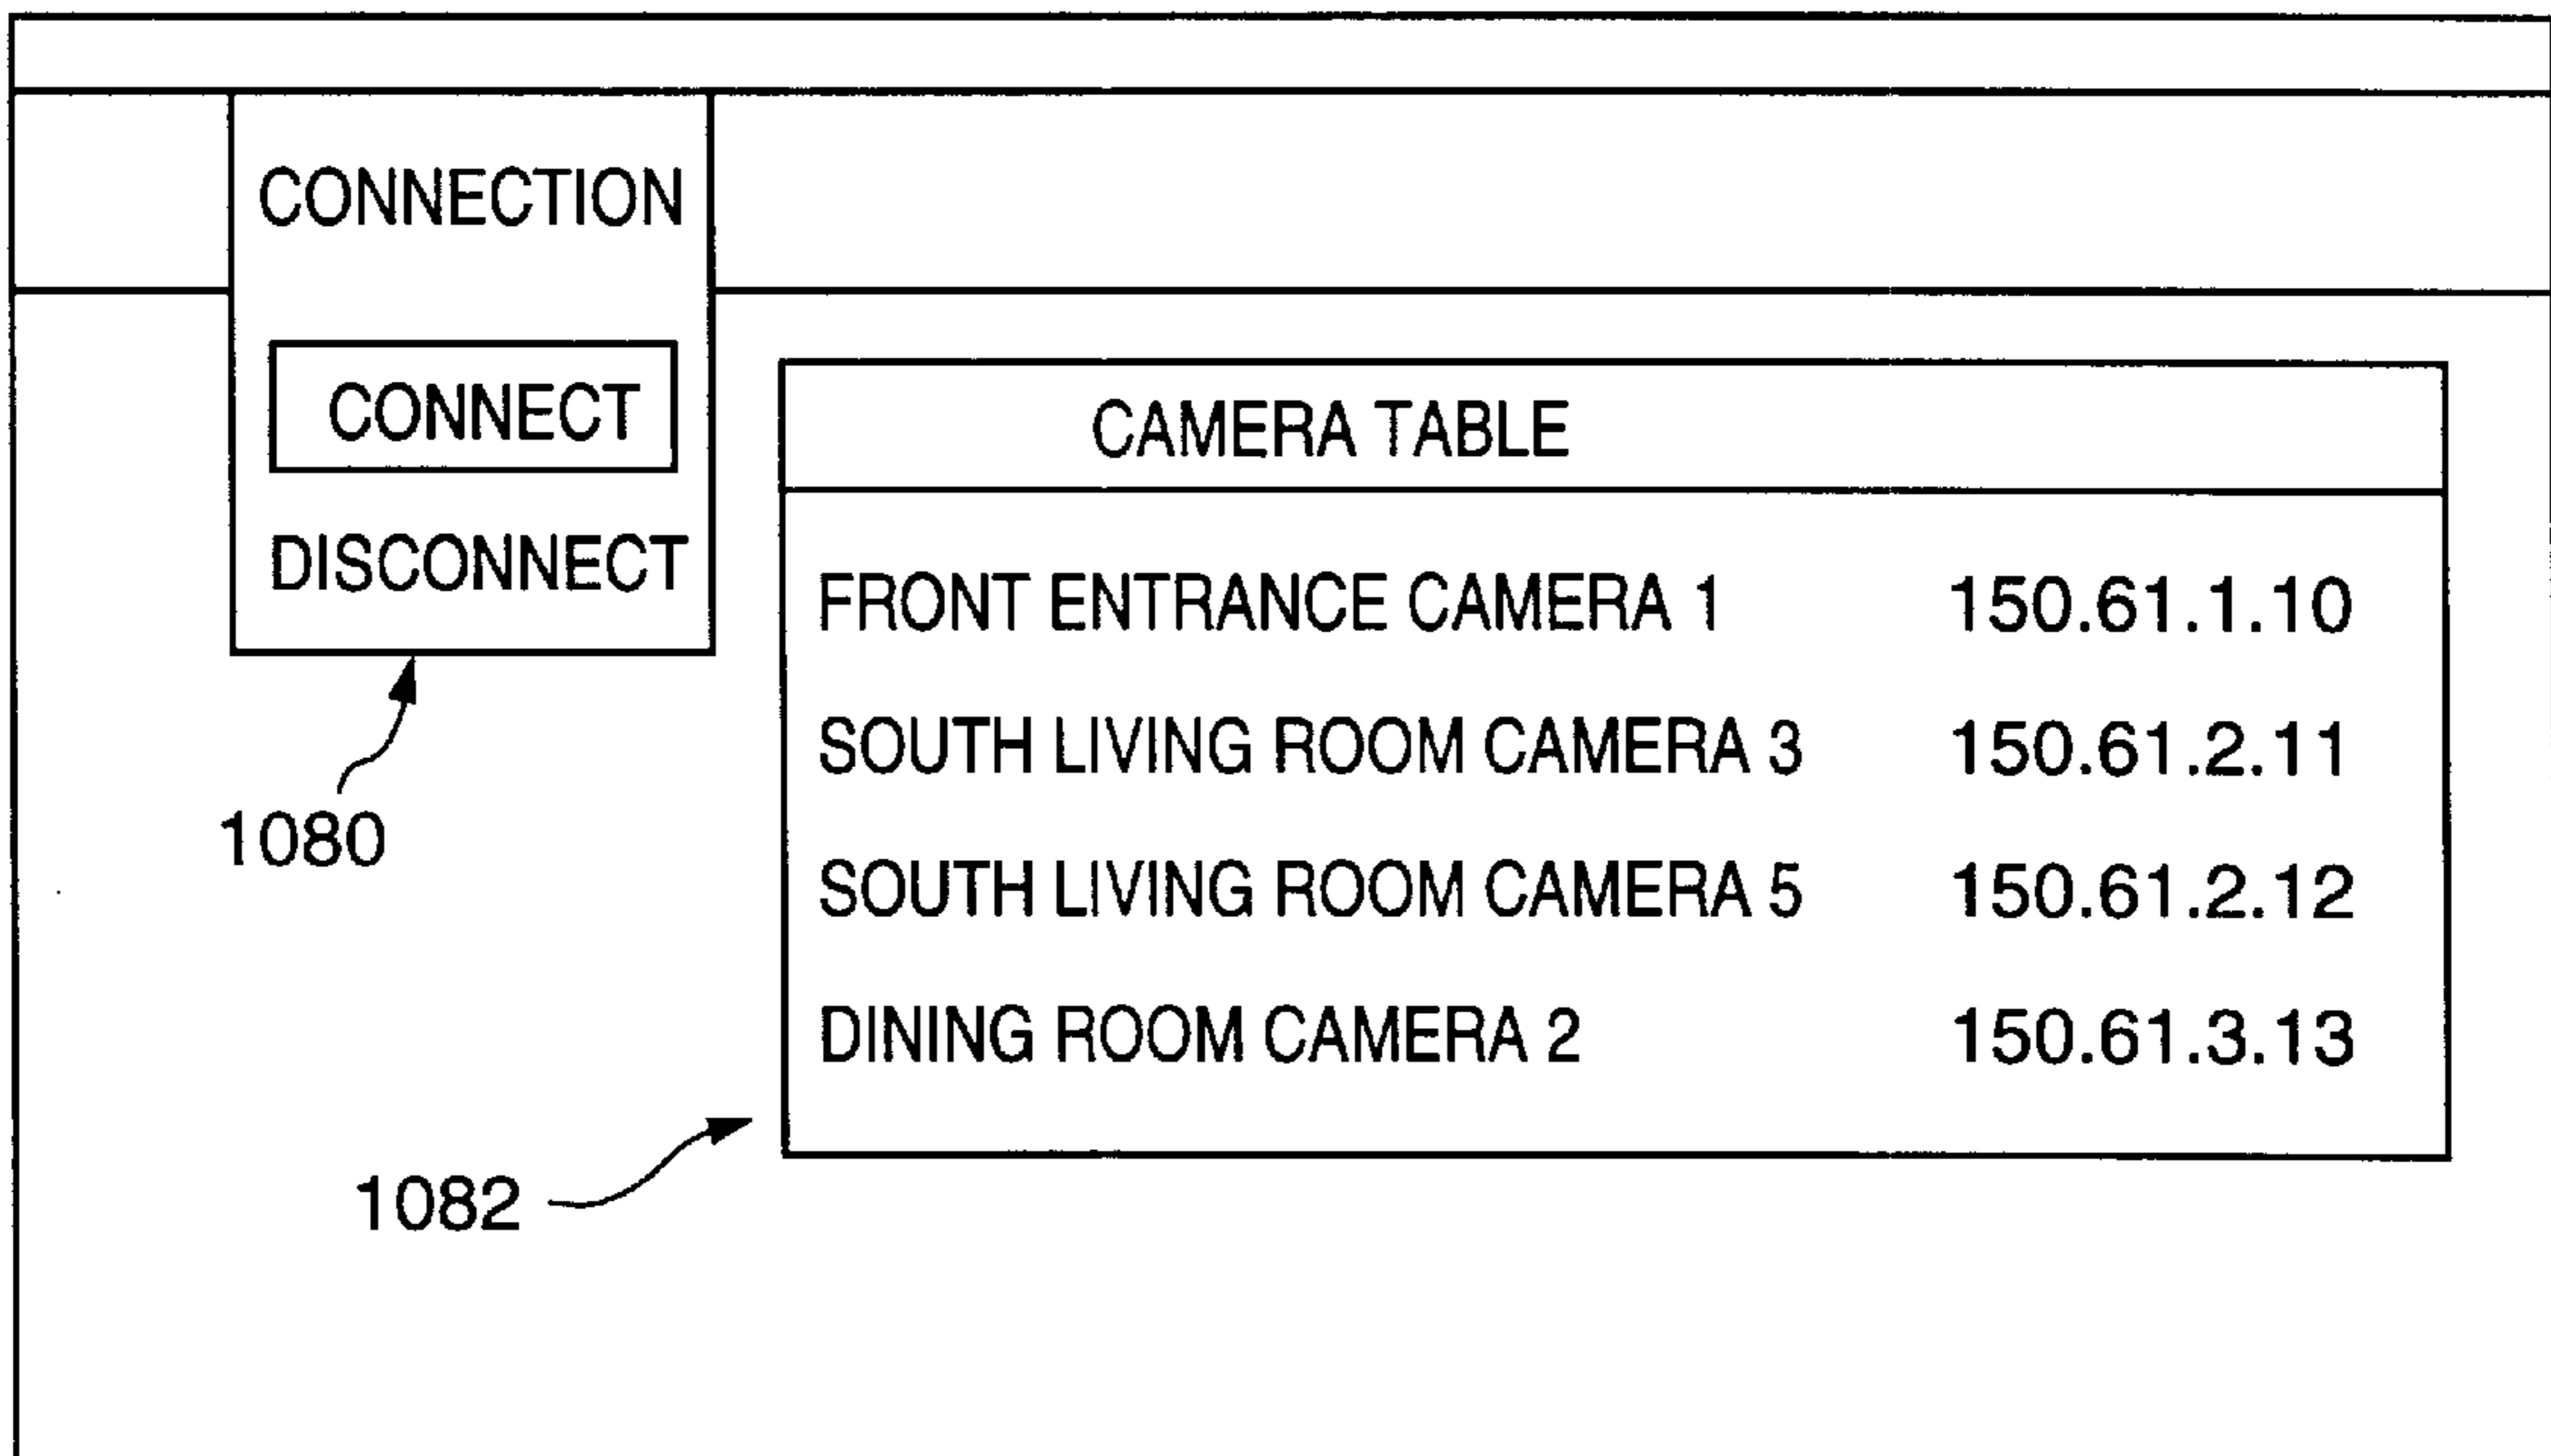 CONNECTION
CONNECT
DISCONNECT
1080
CAMERA TABLE
FRONT ENTRANCE CAMERA 1 150.61.1.10
SOUTH LIVING ROOM CAMERA 3 150.61.2.11
SOUTH LIVING ROOM CAMERA 5 150.61.2.12
DINING ROOM CAMERA 2 150.61.3.13
1082